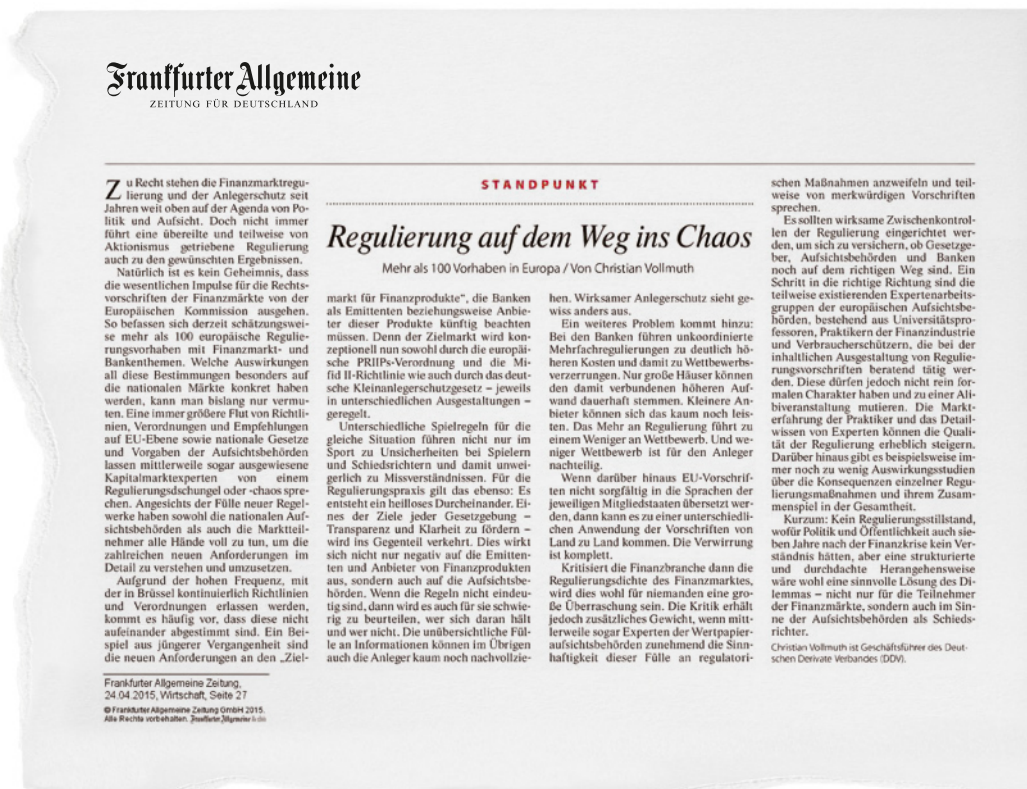 Frankfurter Allgemeine
ZEITUNG FÜR DEUTSCHLAND
STANDPUNKT
Regulierung auf dem Weg ins Chaos
Mehr als 100 Vorhaben in Europa / Von Christian Vollmuth
Zu Recht stehen die Finanzmarktregu-
lierung und der Anlegerschutz seit
Jahren weit oben auf der Agenda von Po-
litik und Aufsicht. Doch nicht immer
führt eine übereilte und teilweise von
Aktionismus getriebene Regulierung
auch zu den gewünschten Ergebnissen.
Natürlich ist es kein Geheimnis, dass
die wesentlichen Impulse für die Rechts-
vorschriften der Finanzmärkte von der
Europäischen Kommission ausgehen.
So befassen sich derzeit schätzungswei-
se mehr als 100 europäische Regulie-
rungsvorhaben mit Finanzmarkt- und
Bankenthemen. Welche Auswirkungen
all diese Bestimmungen besonders auf
die nationalen Märkte konkret haben
werden, kann man bislang nur vermu-
ten. Eine immer größere Flut von Richtli-
nien, Verordnungen und Empfehlungen
auf EU-Ebene sowie nationale Gesetze
und Vorgaben der Aufsichtsbehörden
lassen mittlerweile sogar ausgewiesene
Kapitalmarktexperten von einem
Regulierungsdschungel oder -chaos spre-
chen. Angesichts der Fülle neuer Regel-
werke haben sowohl die nationalen Auf-
sichtsbehörden als auch die Marktteil-
nehmer alle Hände voll zu tun, um die
zahlreichen neuen Anforderungen im
Detail zu verstehen und umzusetzen.
Aufgrund der hohen Frequenz, mit
der in Brüssel kontinuierlich Richtlinien
und Verordnungen erlassen werden,
kommt es häufig vor, dass diese nicht
aufeinander abgestimmt sind. Ein Bei-
spiel aus jüngerer Vergangenheit sind
die neuen Anforderungen an den „Ziel-
markt für Finanzprodukte“, die Banken
als Emittenten beziehungsweise Anbie-
ter dieser Produkte künftig beachten
müssen. Denn der Zielmarkt wird kon-
zeptionell nun sowohl durch die europäi-
sche PRIIPs-Verordnung und die Mi-
fid II-Richtlinie wie auch durch das deut-
sche Kleinanlegerschutzgesetz – jeweils
in unterschiedlichen Ausgestaltungen –
geregelt.
Unterschiedliche Spielregeln für die
gleiche Situation führen nicht nur im
Sport zu Unsicherheiten bei Spielern
und Schiedsrichtern und damit unwei-
gerlich zu Missverständnissen. Für die
Regulierungspraxis gilt das ebenso: Es
entsteht ein heilloses Durcheinander. Ei-
nes der Ziele jeder Gesetzgebung –
Transparenz und Klarheit zu fördern –
wird ins Gegenteil verkehrt. Dies wirkt
sich nicht nur negativ auf die Emitten-
ten und Anbieter von Finanzprodukten
aus, sondern auch auf die Aufsichtsbe-
hörden. Wenn die Regeln nicht eindeu-
tig sind, dann wird es auch für sie schwie-
rig zu beurteilen, wer sich daran hält
und wer nicht. Die unübersichtliche Fül-
le an Informationen können im Übrigen
auch die Anleger kaum noch nachvollzie-
hen. Wirksamer Anlegerschutz sieht ge-
wiss anders aus.
Ein weiteres Problem kommt hinzu:
Bei den Banken führen unkoordinierte
Mehrfachregulierungen zu deutlich hö-
heren Kosten und damit zu Wettbewerbs-
verzerrungen. Nur große Häuser können
den damit verbundenen höheren Auf-
wand dauerhaft stemmen. Kleinere An-
bieter können sich das kaum noch leis-
ten. Das Mehr an Regulierung führt zu
einem Weniger an Wettbewerb. Und we-
niger Wettbewerb ist für den Anleger
nachteilig.
Wenn darüber hinaus EU-Vorschrif-
ten nicht sorgfältig in die Sprachen der
jeweiligen Mitgliedstaaten übersetzt wer-
den, dann kann es zu einer unterschiedli-
chen Anwendung der Vorschriften von
Land zu Land kommen. Die Verwirrung
ist komplett.
Kritisiert die Finanzbranche dann die
Regulierungsdichte des Finanzmarktes,
wird dies wohl für niemanden eine gro-
ße Überraschung sein. Die Kritik erhält
jedoch zusätzliches Gewicht, wenn mitt-
lerweile sogar Experten der Wertpapier-
aufsichtsbehörden zunehmend die Sinn-
haftigkeit dieser Fülle an regulatori-
schen Maßnahmen anzweifeln und teil-
weise von merkwürdigen Vorschriften
sprechen.
Es sollten wirksame Zwischenkontrol-
len der Regulierung eingerichtet wer-
den, um sich zu versichern, ob Gesetzge-
ber, Aufsichtsbehörden und Banken
noch auf dem richtigen Weg sind. Ein
Schritt in die richtige Richtung sind die
teilweise existierenden Expertenarbeits-
gruppen der europäischen Aufsichtsbe-
hörden, bestehend aus Universitätspro-
fessoren, Praktikern der Finanzindustrie
und Verbraucherschützern, die bei der
inhaltlichen Ausgestaltung von Regulie-
rungsvorschriften beratend tätig wer-
den. Diese dürfen jedoch nicht rein for-
malen Charakter haben und zu einer Ali-
biveranstaltung mutieren. Die Markt-
erfahrung der Praktiker und das Detail-
wissen von Experten können die Quali-
tät der Regulierung erheblich steigern.
Darüber hinaus gibt es beispielsweise im-
mer noch zu wenig Auswirkungsstudien
über die Konsequenzen einzelner Regu-
lierungsmaßnahmen und ihrem Zusam-
menspiel in der Gesamtheit.
Kurzum: Kein Regulierungsstillstand,
wofür Politik und Öffentlichkeit auch sie-
ben Jahre nach der Finanzkrise kein Ver-
ständnis hätten, aber eine strukturierte
und durchdachte Herangehensweise
wäre wohl eine sinnvolle Lösung des Di-
lemmas – nicht nur für die Teilnehmer
der Finanzmärkte, sondern auch im Sin-
ne der Aufsichtsbehörden als Schieds-
richter.
Christian Vollmuth ist Geschäftsführer des Deut-
schen Derivate Verbandes (DDV).
Frankfurter Allgemeine Zeitung,
24.04.2015, Wirtschaft, Seite 27
© Frankfurter Allgemeine Zeitung GmbH 2015.
Alle Rechte vorbehalten. Frankfurter Allgemeine